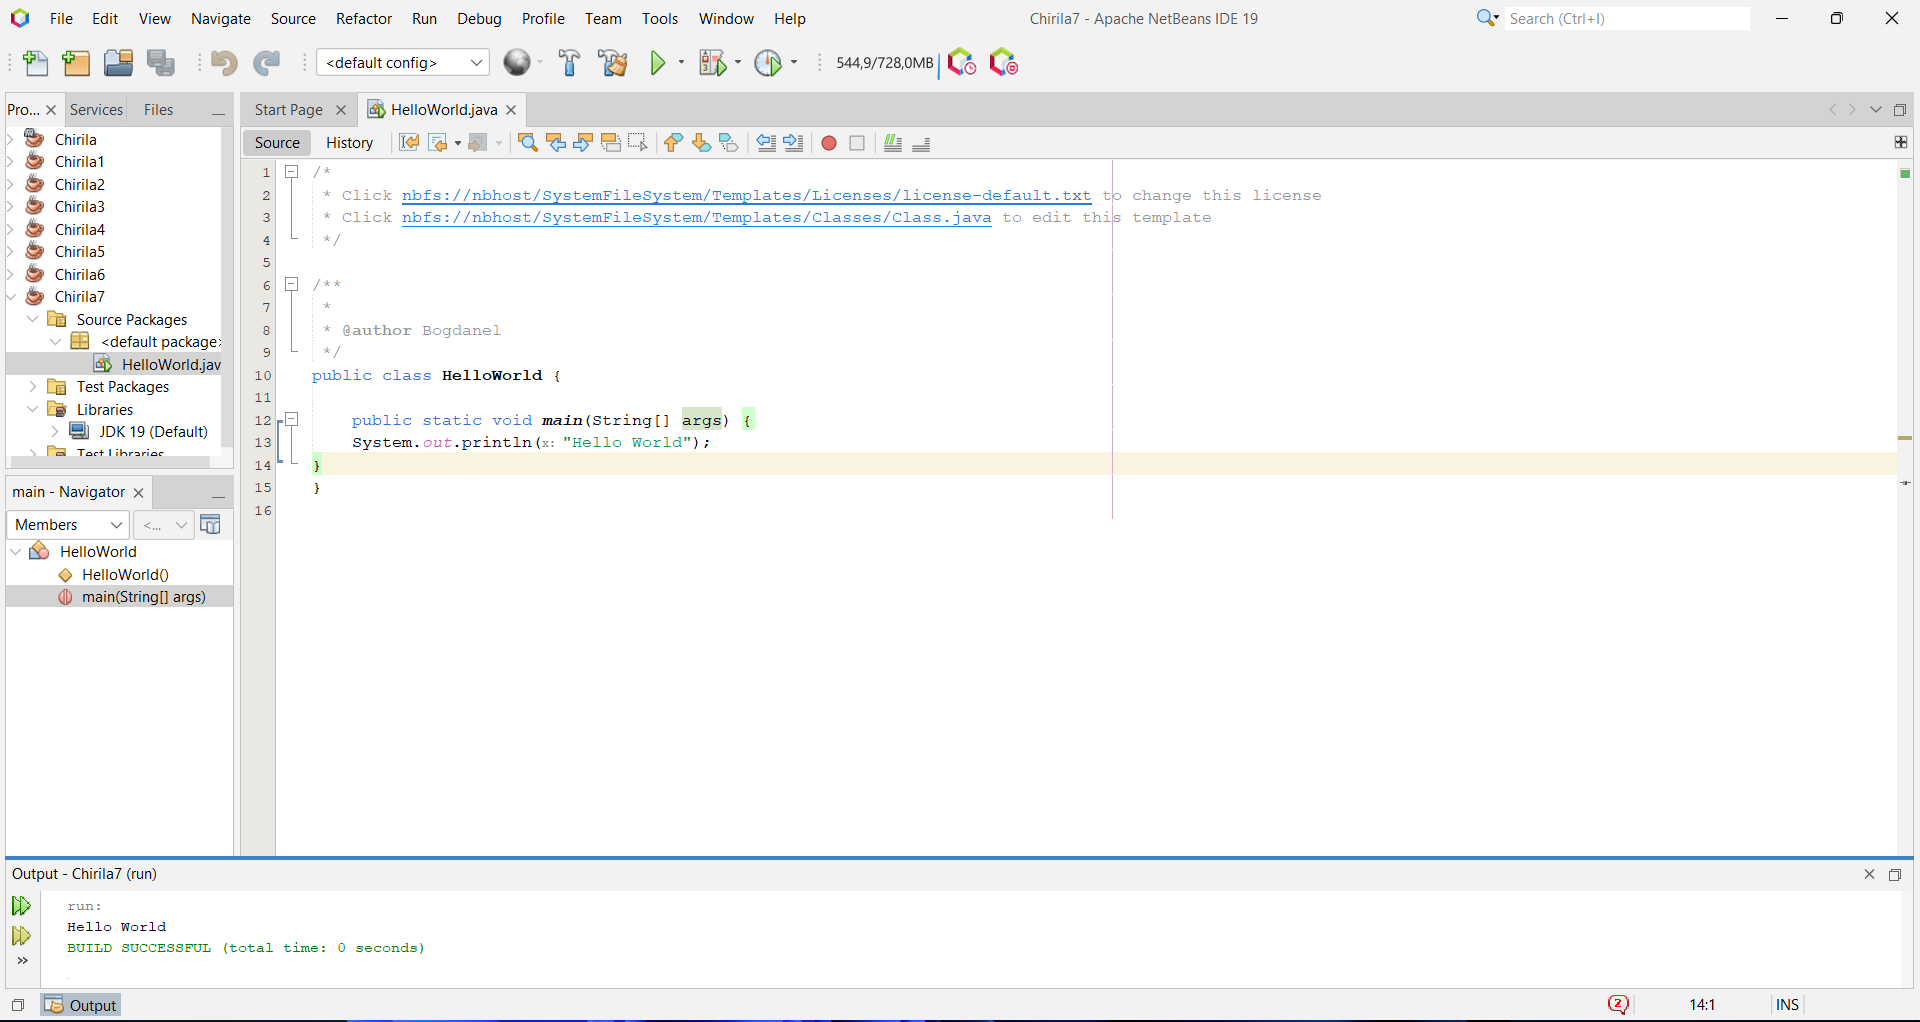 File Edit View Navigate Source Refactor Run Debug Profile Team Tools Window Help
Chirila7 - Apache NetBeans IDE 19
Search (Ctrl+I)
<default config>
544,9/728,0MB
Pro... Services Files
Chirila
Chirila1
Chirila2
Chirila3
Chirila4
Chirila5
Chirila6
Chirila7
Source Packages
<default package>
HelloWorld.jav
Test Packages
Libraries
JDK 19 (Default)
Test Libraries
main - Navigator
Members
<...
HelloWorld
HelloWorld()
main(String[] args)
Start Page HelloWorld.java
Source History
1 /*
2 * Click nbfs://nbhost/SystemFileSystem/Templates/Licenses/license-default.txt to change this license
3 * Click nbfs://nbhost/SystemFileSystem/Templates/Classes/Class.java to edit this template
4 */
5
6 /**
7 *
8 * @author Bogdanel
9 */
10 public class HelloWorld {
11
12 public static void main(String[] args) {
13 System.out.println(x: "Hello World");
14 }
15 }
16
Output - Chirila7 (run)
run:
Hello World
BUILD SUCCESSFUL (total time: 0 seconds)
Output
2
14:1
INS